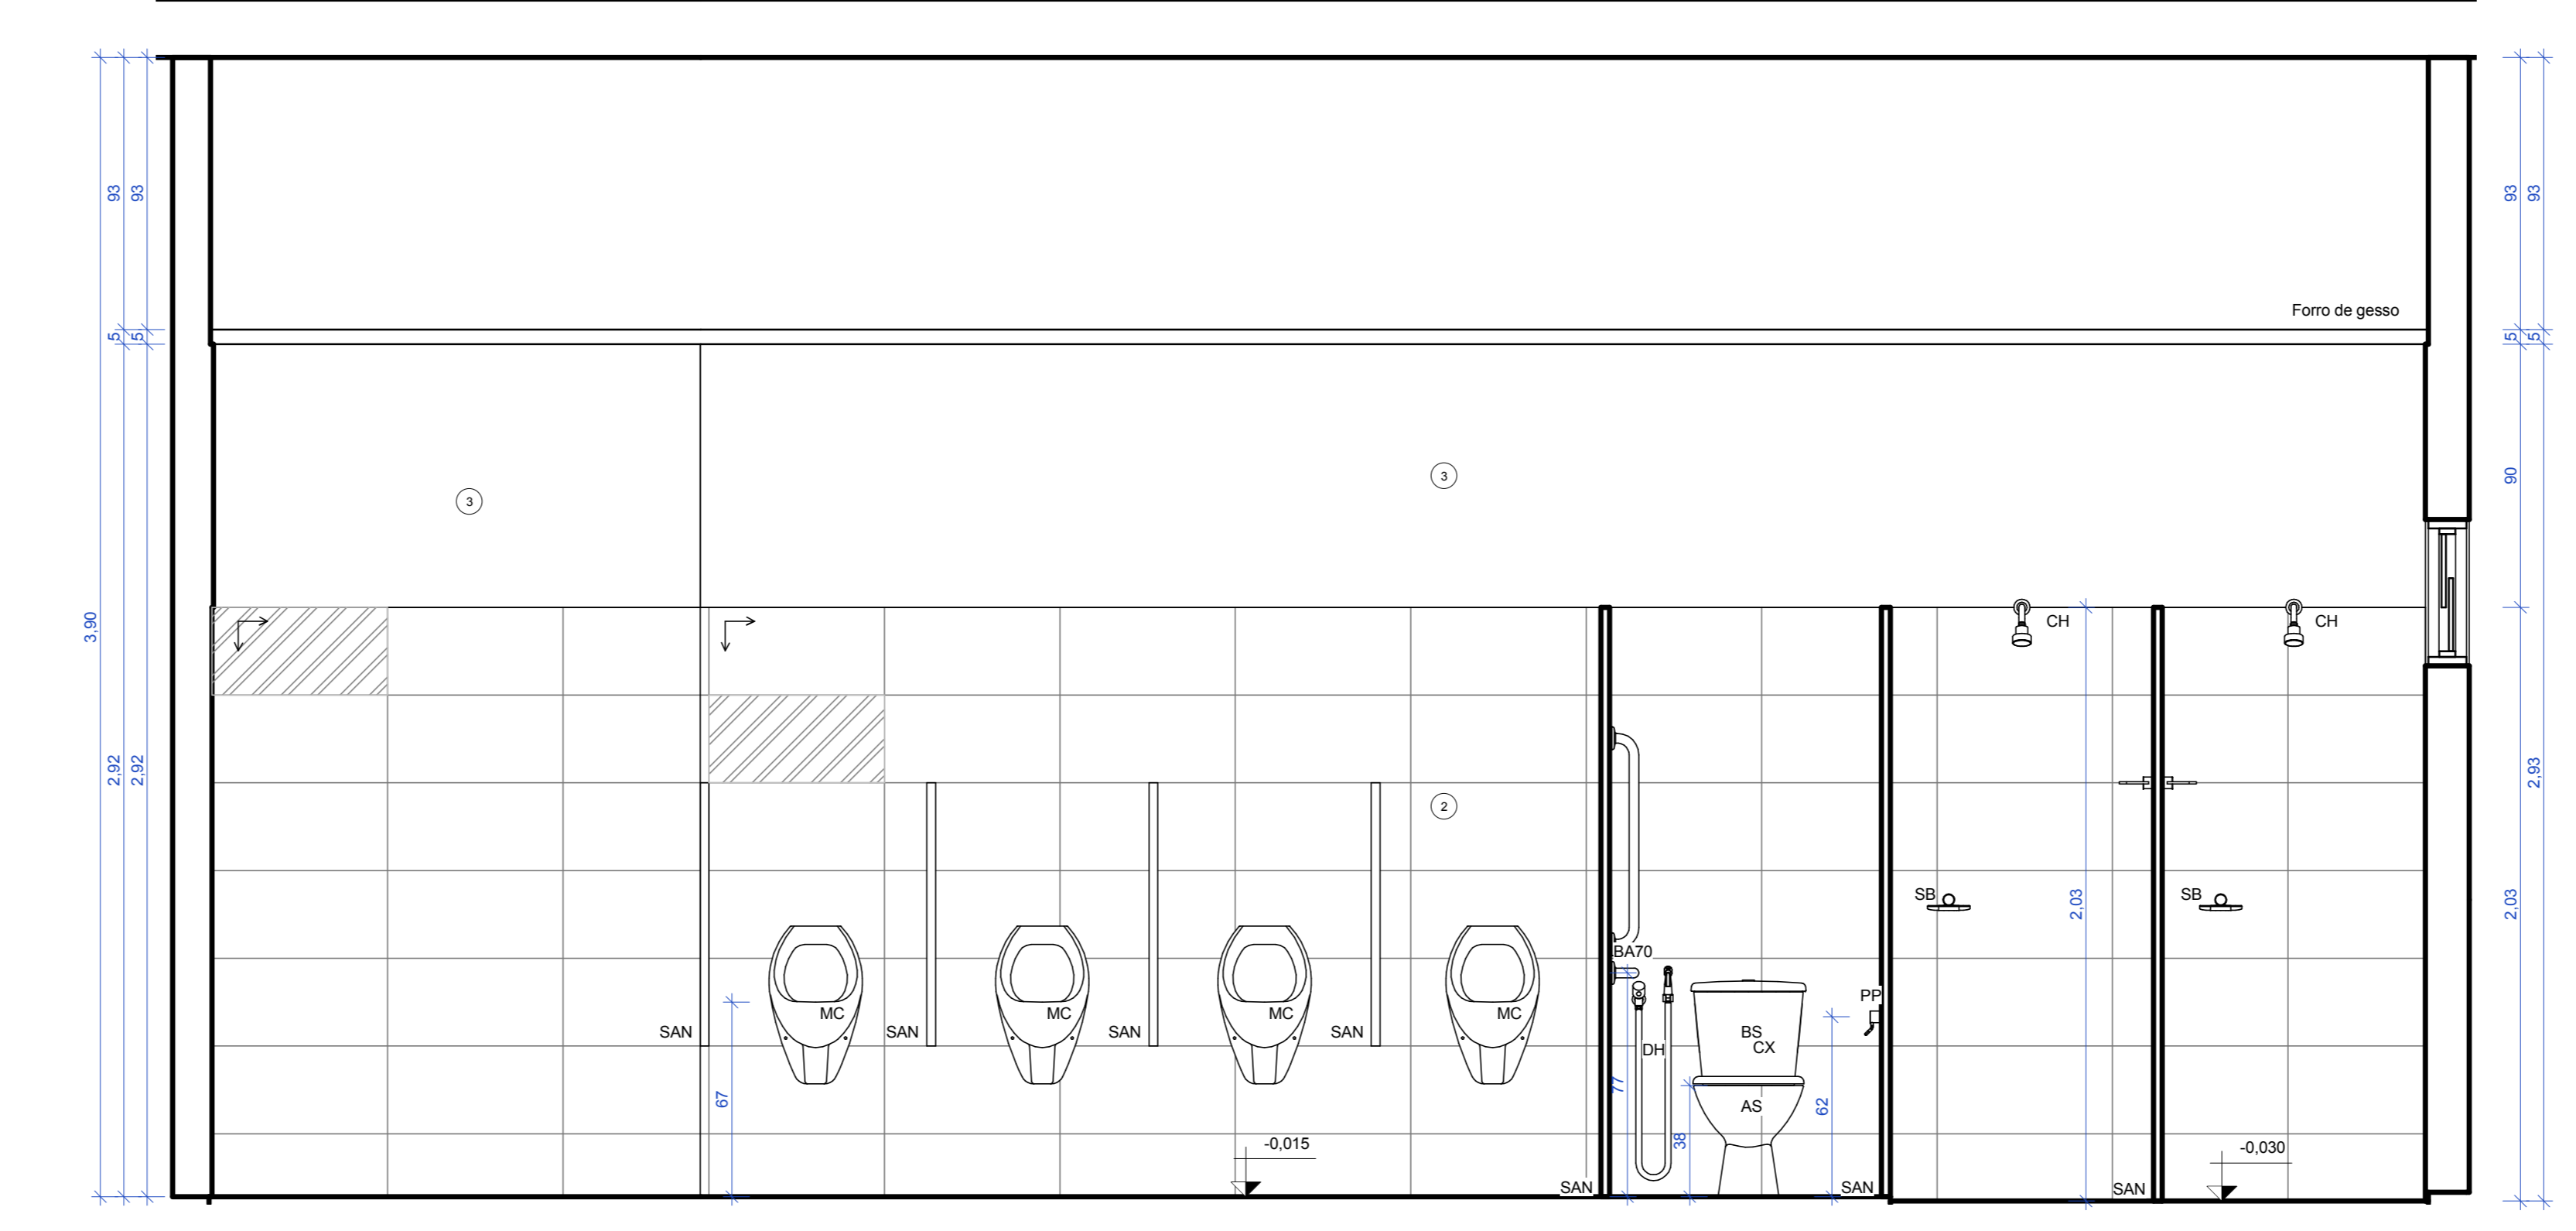 93 93
93 93
Forro de gesso
5 5
5 5
3
3
90
3,90
CH
CH
2,92 2,92
2,93
2
SB
SB
2,03
2,03
BA70
PP
MC
MC
MC
MC
SAN
SAN
SAN
SAN
BS
CX
DH
77
67
AS
62
38
-0,015
-0,030
SAN
SAN
SAN